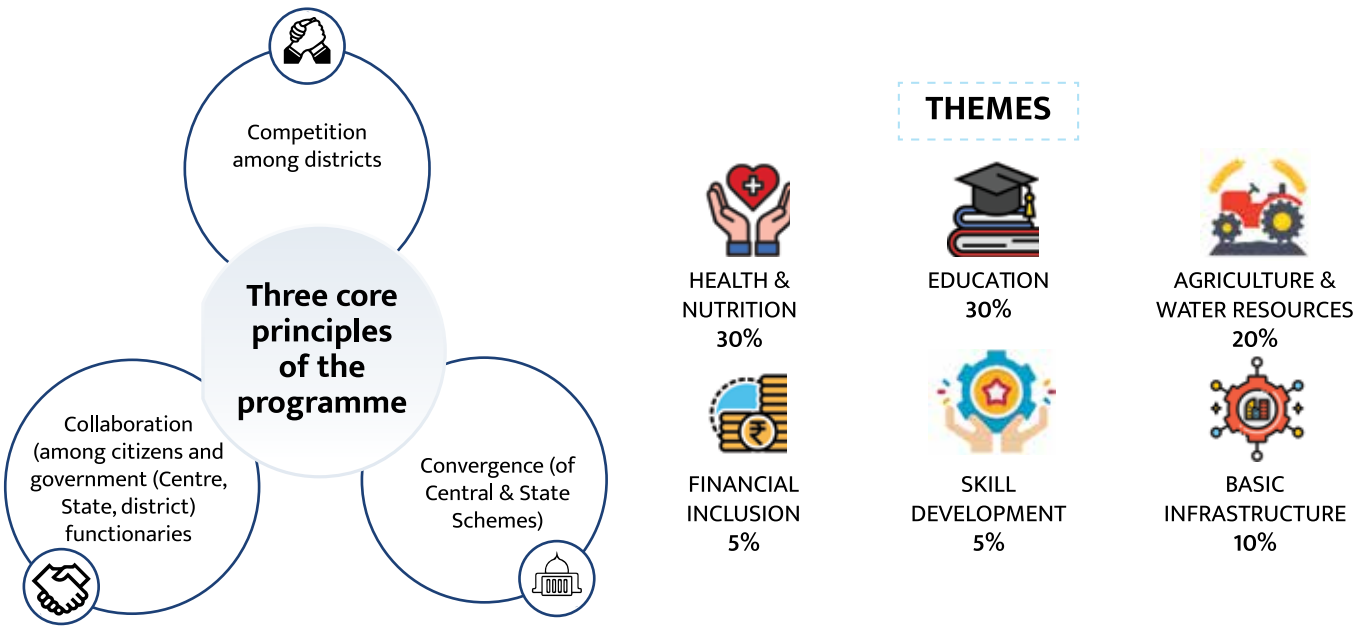 Competition
among districts
Three core
principles
of the
programme
Collaboration
(among citizens and
government (Centre,
State, district)
functionaries
Convergence (of
Central & State
Schemes)
THEMES
HEALTH &
NUTRITION
30%
EDUCATION
30%
AGRICULTURE &
WATER RESOURCES
20%
₹
FINANCIAL
INCLUSION
5%
SKILL
DEVELOPMENT
5%
BASIC
INFRASTRUCTURE
10%